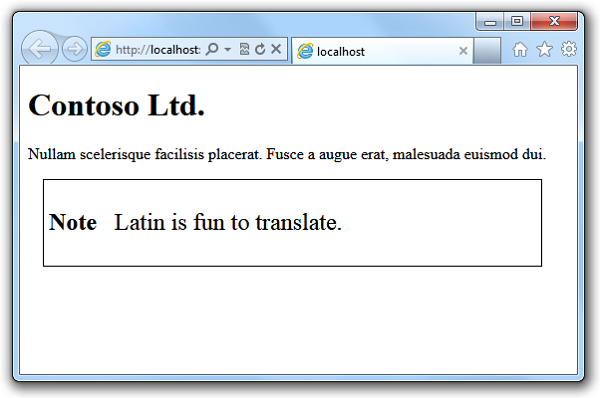 http://localhost:
localhost
Contoso Ltd.
Nullam scelerisque facilisis placerat. Fusce a augue erat, malesuada euismod dui.
Note Latin is fun to translate.